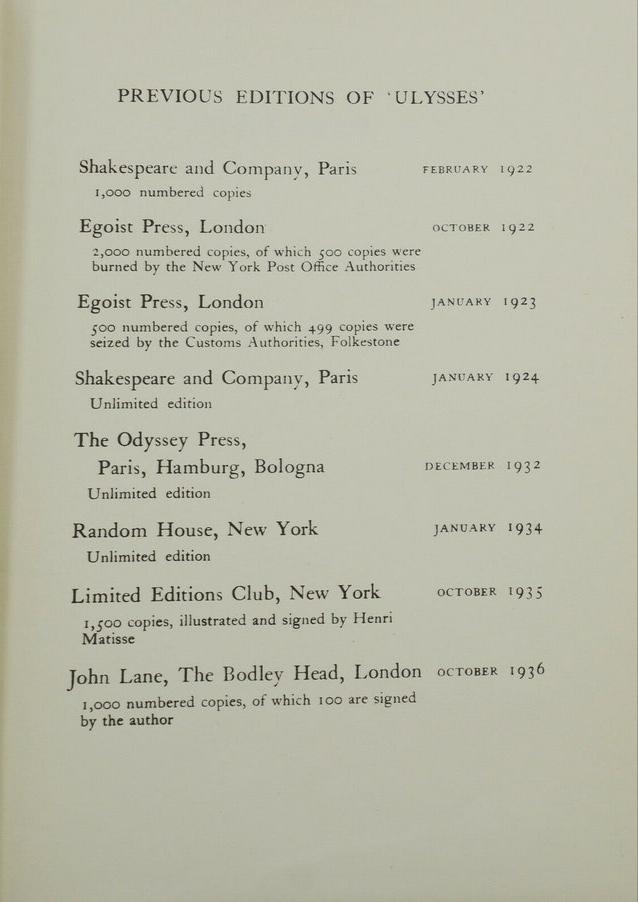 PREVIOUS EDITIONS OF ‘ULYSSES’
Shakespeare and Company, Paris FEBRUARY 1922
1,000 numbered copies
Egoist Press, London OCTOBER 1922
2,000 numbered copies, of which 500 copies were
burned by the New York Post Office Authorities
Egoist Press, London JANUARY 1923
500 numbered copies, of which 499 copies were
seized by the Customs Authorities, Folkestone
Shakespeare and Company, Paris JANUARY 1924
Unlimited edition
The Odyssey Press,
Paris, Hamburg, Bologna DECEMBER 1932
Unlimited edition
Random House, New York JANUARY 1934
Unlimited edition
Limited Editions Club, New York OCTOBER 1935
1,500 copies, illustrated and signed by Henri
Matisse
John Lane, The Bodley Head, London OCTOBER 1936
1,000 numbered copies, of which 100 are signed
by the author